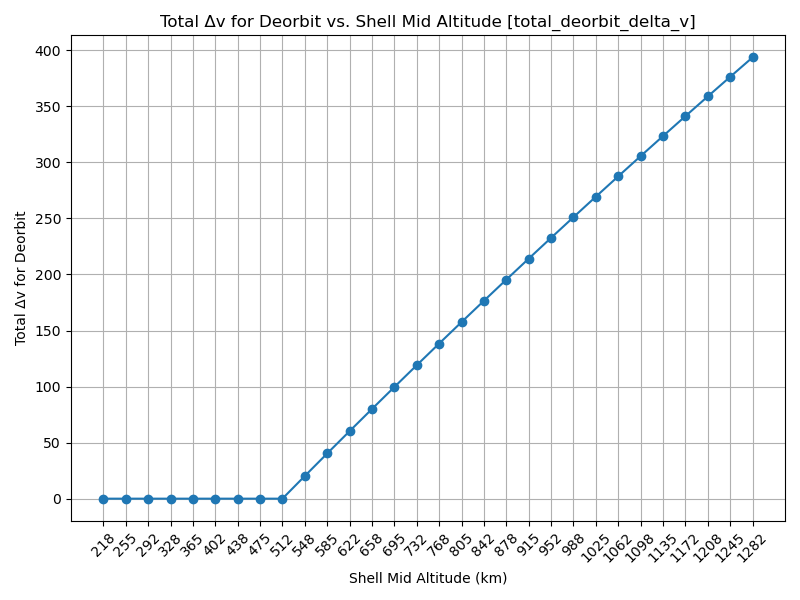 Total Δv for Deorbit vs. Shell Mid Altitude [total_deorbit_delta_v]
Total Δv for Deorbit
400
350
300
250
200
150
100
50
0
218 255 292 328 365 402 438 475 512 548 585 622 658 695 732 768 805 842 878 915 952 988 1025 1062 1098 1135 1172 1208 1245 1282
Shell Mid Altitude (km)